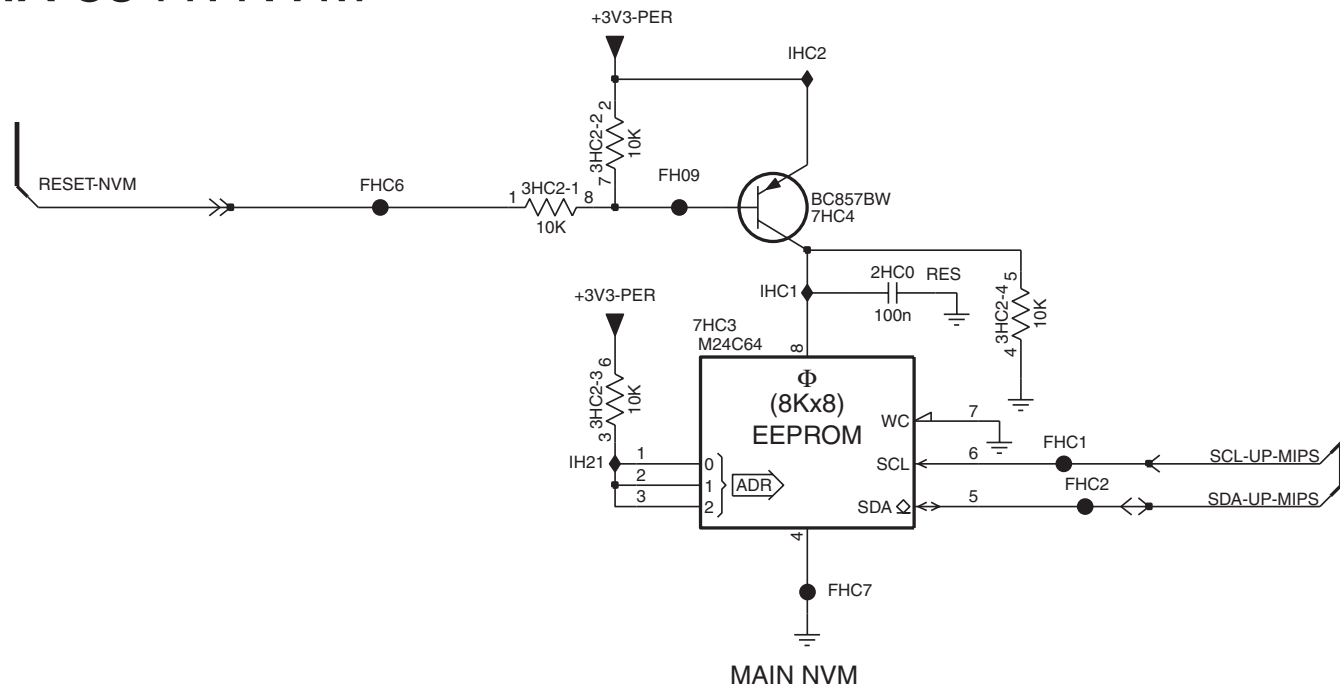 +3V3-PER
IHC2
2
3HC2-2
10K
7
RESET-NVM
FHC6
1
3HC2-1
8
10K
FH09
BC857BW
7HC4
+3V3-PER
IHC1
2HC0
RES
100n
5
3HC2-4
10K
4
7HC3
M24C64
8
6
3HC2-3
10K
3
Φ
(8Kx8)
EEPROM
WC
7
IH21
1
0
2
1
3
2
ADR
SCL
6
FHC1
SCL-UP-MIPS
SDA
5
FHC2
SDA-UP-MIPS
4
FHC7
MAIN NVM